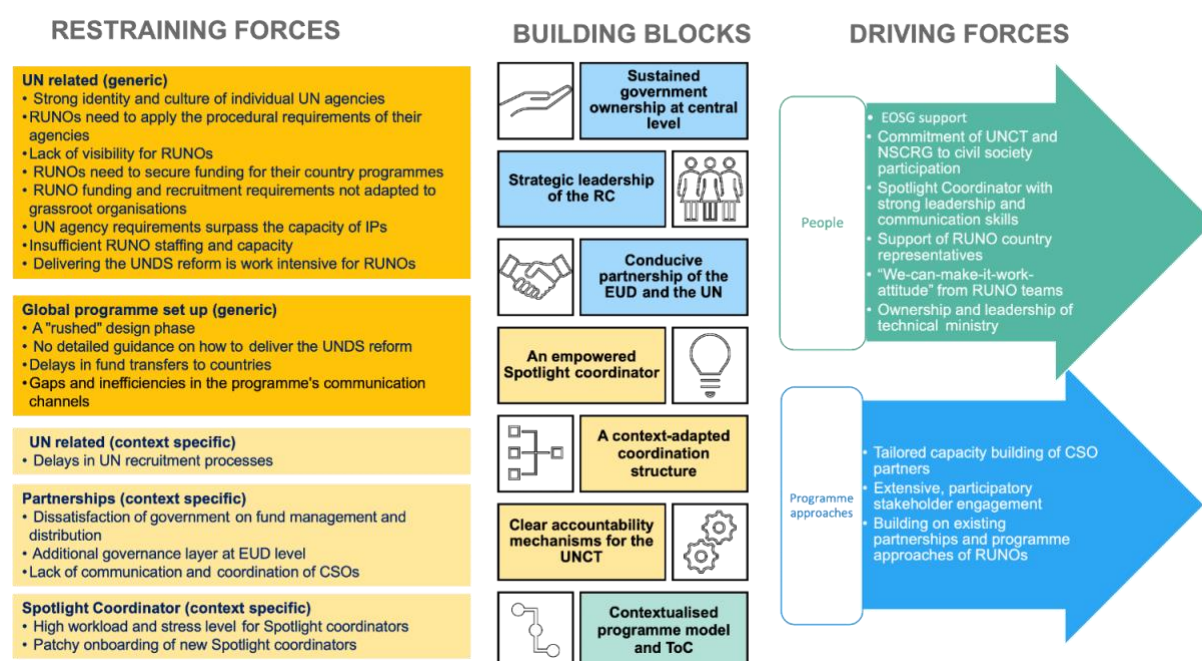 RESTRAINING FORCES
UN related (generic)
• Strong identity and culture of individual UN agencies
•RUNOs need to apply the procedural requirements of their
agencies
•Lack of visibility for RUNOs
• RUNOs need to secure funding for their country programmes
• RUNO funding and recruitment requirements not adapted to
grassroot organisations
• UN agency requirements surpass the capacity of IPs
•Insufficient RUNO staffing and capacity
• Delivering the UNDS reform is work intensive for RUNOs
Global programme set up (generic)
• A "rushed" design phase
• No detailed guidance on how to deliver the UNDS reform
•Delays in fund transfers to countries
• Gaps and inefficiencies in the programme's communication
channels
UN related (context specific)
• Delays in UN recruitment processes
Partnerships (context specific)
• Dissatisfaction of government on fund management and
distribution
• Additional governance layer at EUD level
•Lack of communication and coordination of CSOs
Spotlight Coordinator (context specific)
• High workload and stress level for Spotlight coordinators
• Patchy onboarding of new Spotlight coordinators
BUILDING BLOCKS
Sustained
government
ownership at central
level
Strategic leadership
of the RC
Conducive
partnership of the
EUD and the UN
An empowered
Spotlight coordinator
A context-adapted
coordination
structure
Clear accountability
mechanisms for the
UNCT
Contextualised
programme model
and ToC
DRIVING FORCES
People
• EOSG support
• Commitment of UNCT and
NSCRG to civil society
participation
• Spotlight Coordinator with
strong leadership and
communication skills
• Support of RUNO country
representatives
• “We-can-make-it-work-
attitude” from RUNO teams
• Ownership and leadership of
technical ministry
Programme
approaches
• Tailored capacity building of CSO
partners
• Extensive, participatory
stakeholder engagement
• Building on existing
partnerships and programme
approaches of RUNOs